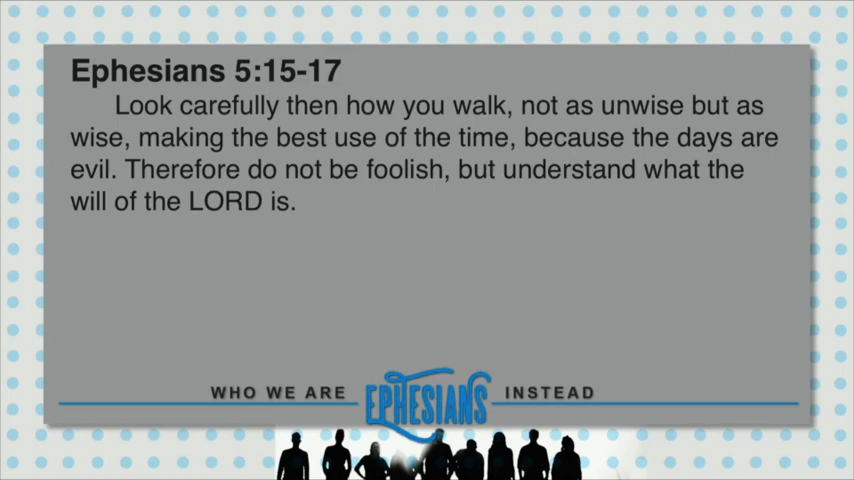 Ephesians 5:15-17
Look carefully then how you walk, not as unwise but as
wise, making the best use of the time, because the days are
evil. Therefore do not be foolish, but understand what the
will of the LORD is.
WHO WE ARE EPHESIANS INSTEAD